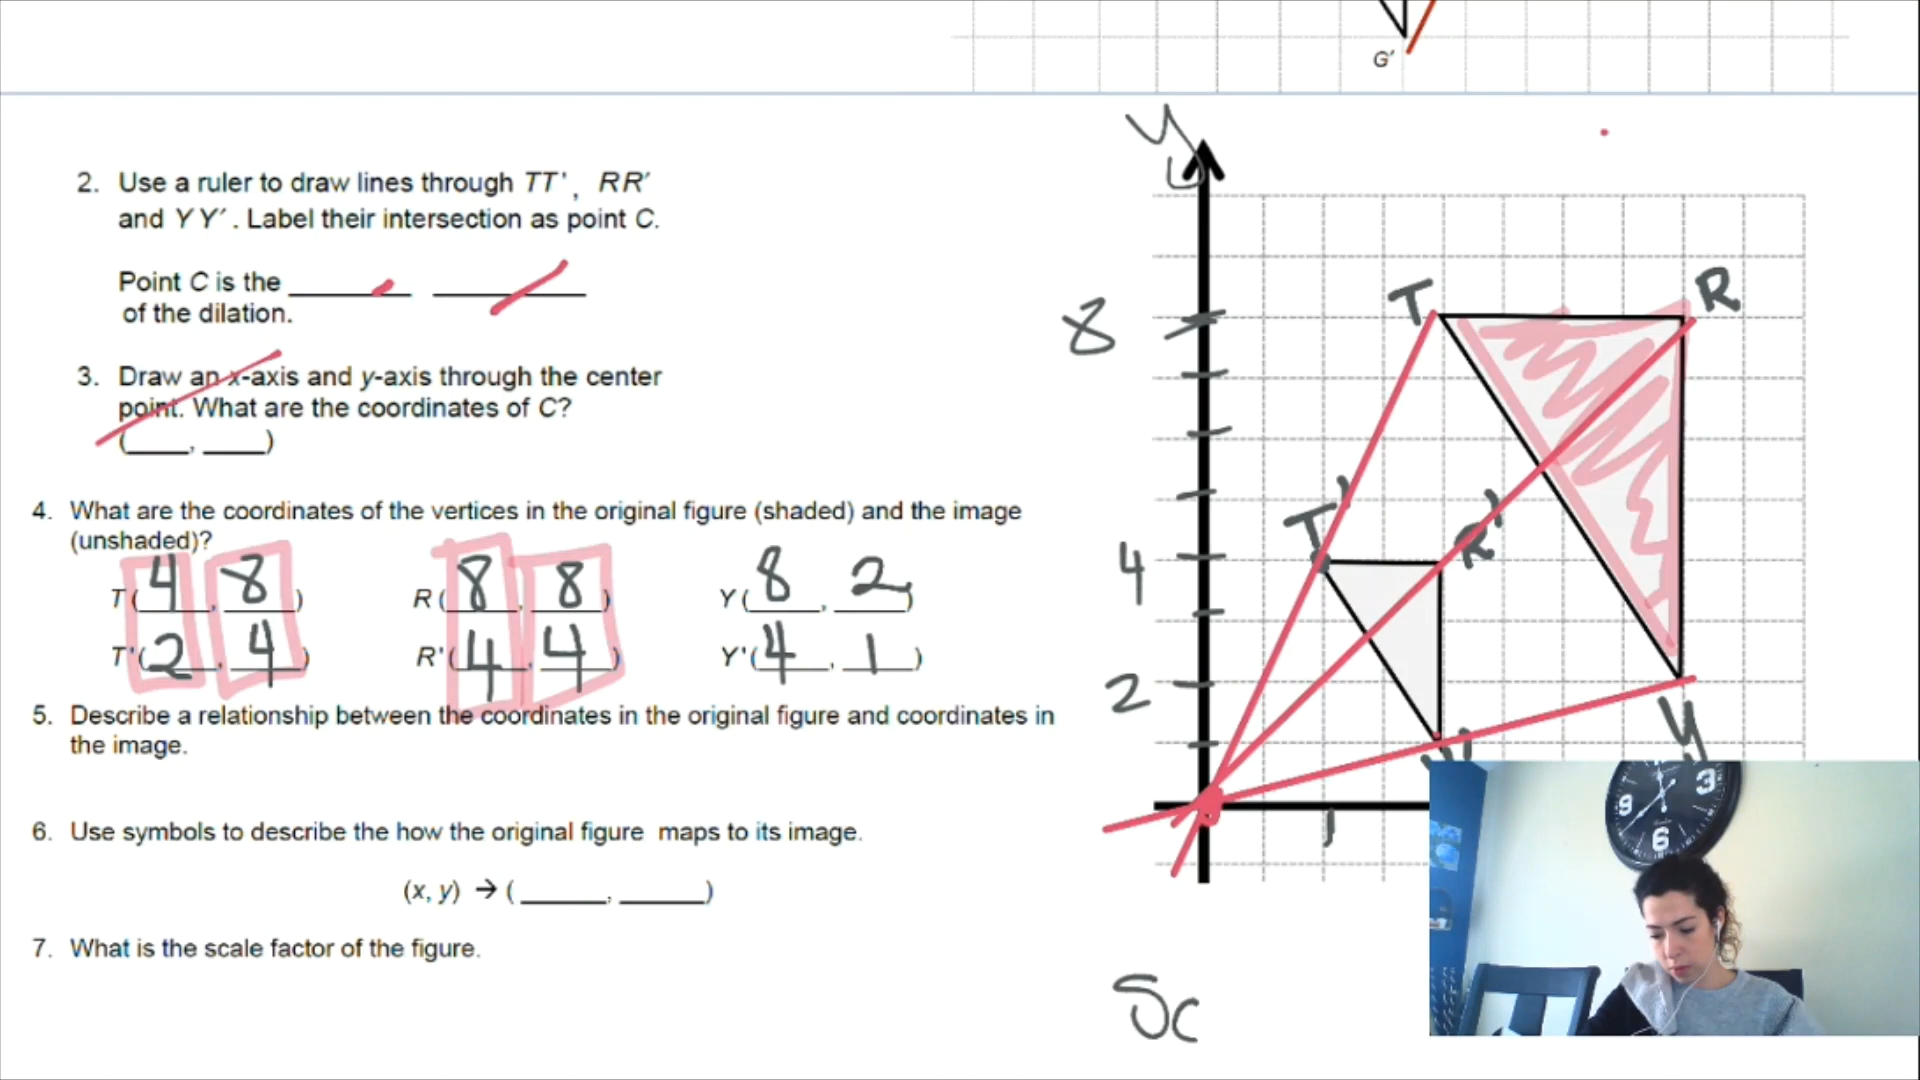 G'
2. Use a ruler to draw lines through TT', RR'
and YY'. Label their intersection as point C.
Point C is the ________ ________
of the dilation.
3. Draw an x-axis and y-axis through the center
point. What are the coordinates of C?
(____, ____)
4. What are the coordinates of the vertices in the original figure (shaded) and the image
(unshaded)?
T(4, 8) R(8, 8) Y(8, 2)
T'(2, 4) R'(4, 4) Y'(4, 1)
5. Describe a relationship between the coordinates in the original figure and coordinates in
the image.
6. Use symbols to describe the how the original figure maps to its image.
(x, y) → (______, ______)
7. What is the scale factor of the figure.
y
8
T
R
T'
R'
4
2
Y'
Y
Sc
3
9
6